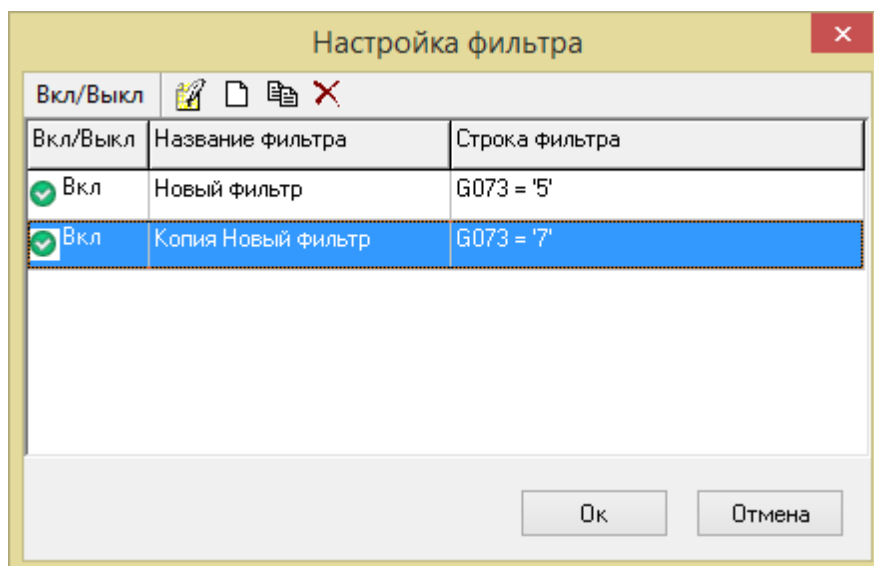 Настройка фильтра
Вкл/Выкл
Вкл/Выкл Название фильтра Строка фильтра
Вкл Новый фильтр G073 = '5'
Вкл Копия Новый фильтр G073 = '7'
Ок Отмена